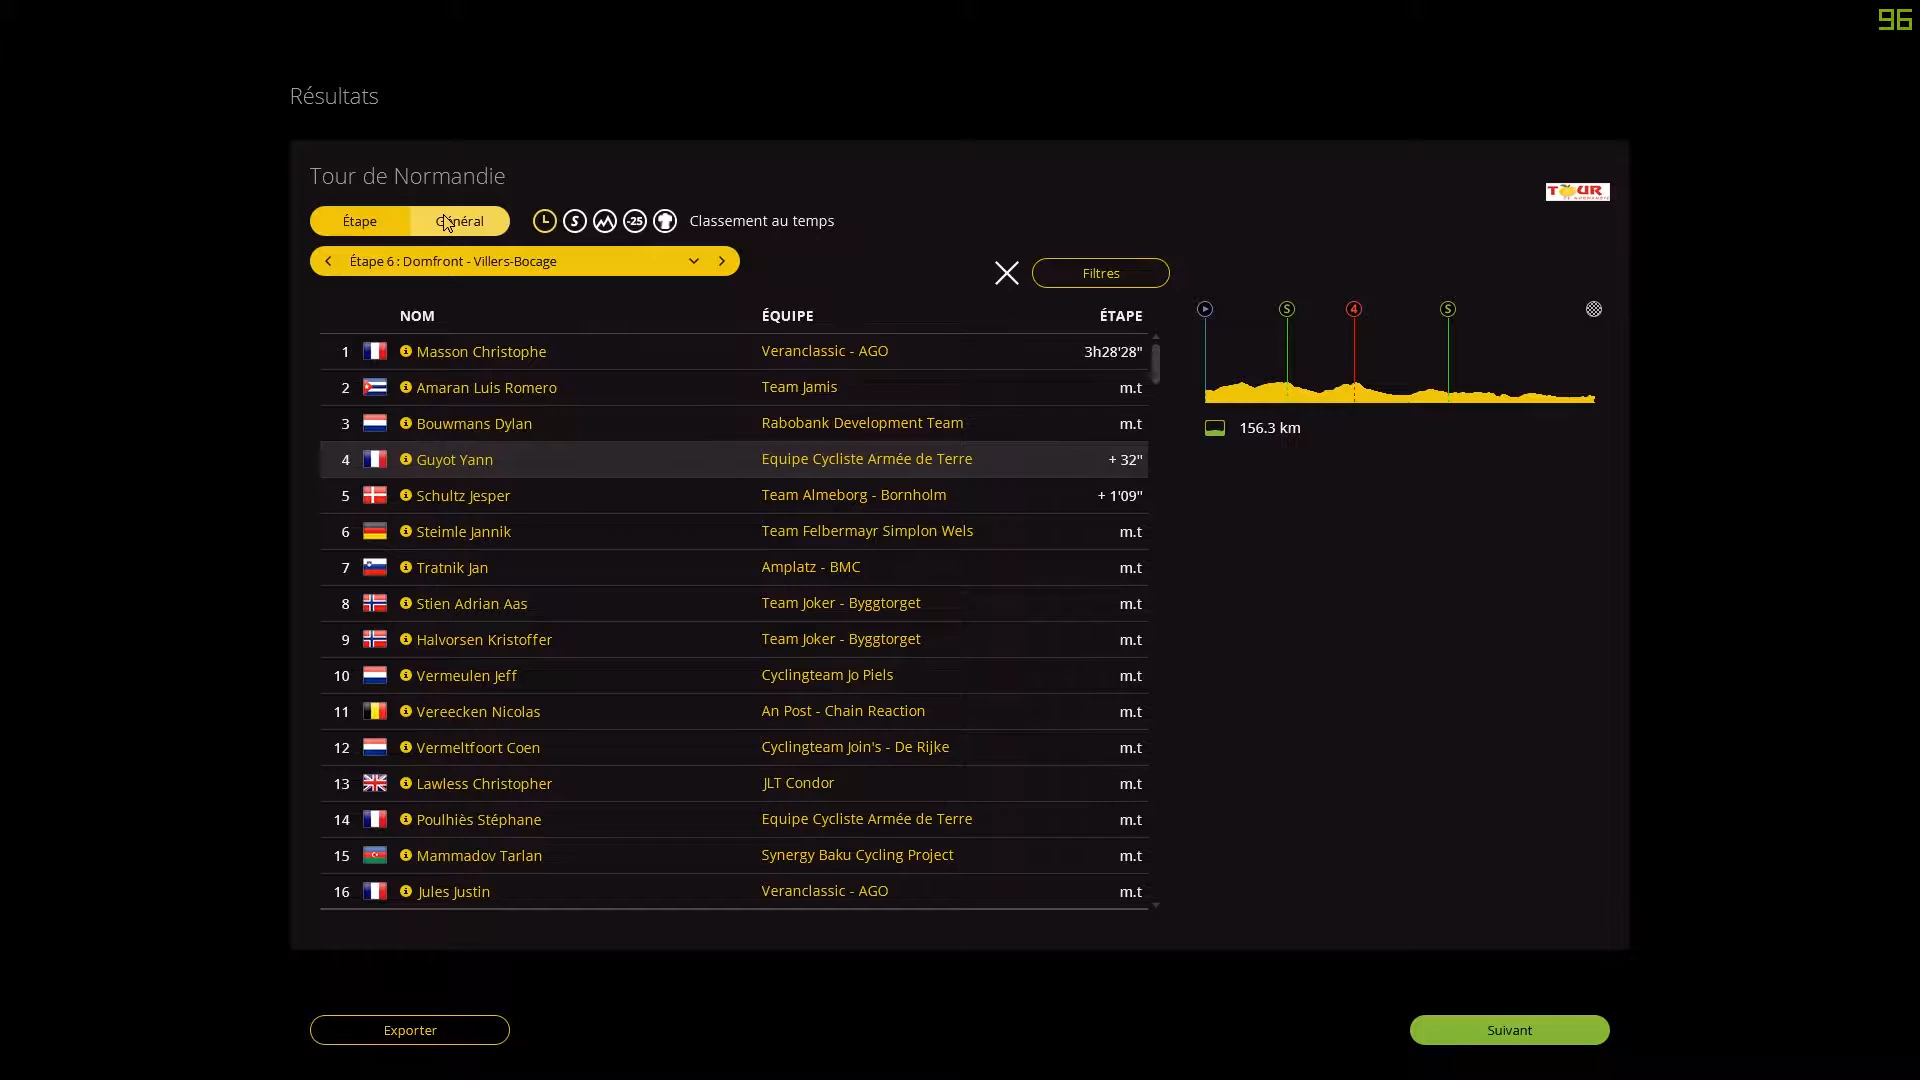 96
Résultats
Tour de Normandie
TOUR
Étape Général S -25 Classement au temps
Étape 6 : Domfront - Villers-Bocage
Filtres
NOM ÉQUIPE ÉTAPE
S 4 S
1 Masson Christophe Veranclassic - AGO 3h28'28"
2 Amaran Luis Romero Team Jamis m.t
3 Bouwmans Dylan Rabobank Development Team m.t
156.3 km
4 Guyot Yann Equipe Cycliste Armée de Terre + 32"
5 Schultz Jesper Team Almeborg - Bornholm + 1'09"
6 Steimle Jannik Team Felbermayr Simplon Wels m.t
7 Tratnik Jan Amplatz - BMC m.t
8 Stien Adrian Aas Team Joker - Byggtorget m.t
9 Halvorsen Kristoffer Team Joker - Byggtorget m.t
10 Vermeulen Jeff Cyclingteam Jo Piels m.t
11 Vereecken Nicolas An Post - Chain Reaction m.t
12 Vermeltfoort Coen Cyclingteam Join's - De Rijke m.t
13 Lawless Christopher JLT Condor m.t
14 Poulhiès Stéphane Equipe Cycliste Armée de Terre m.t
15 Mammadov Tarlan Synergy Baku Cycling Project m.t
16 Jules Justin Veranclassic - AGO m.t
Exporter
Suivant